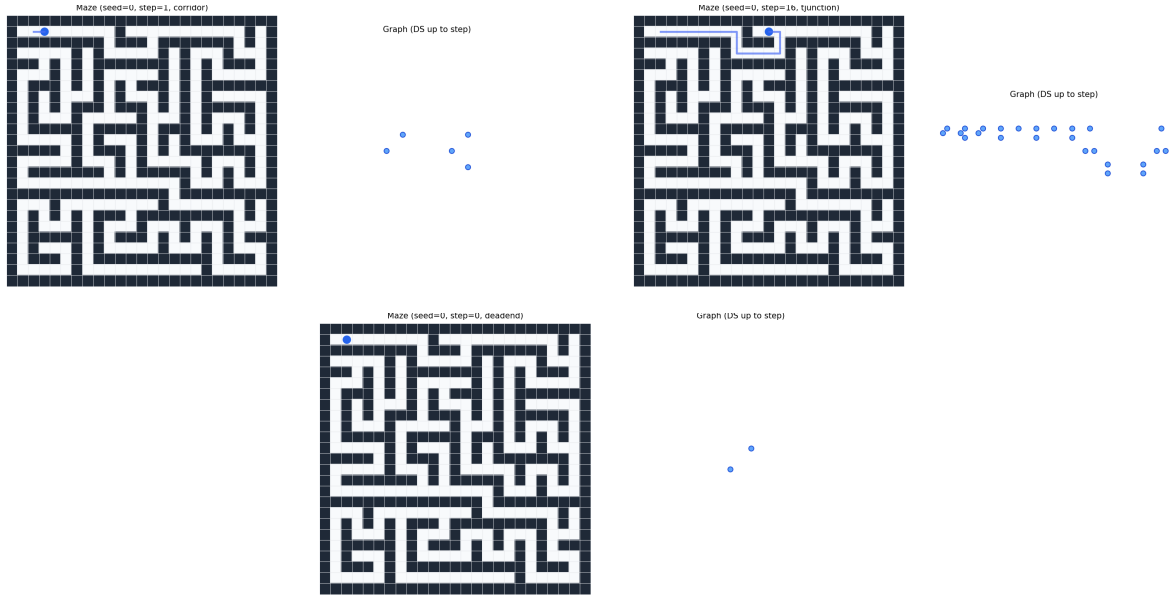 Maze (seed=0, step=1, corridor)
Graph (DS up to step)
Maze (seed=0, step=16, tjunction)
Graph (DS up to step)
Maze (seed=0, step=0, deadend)
Graph (DS up to step)